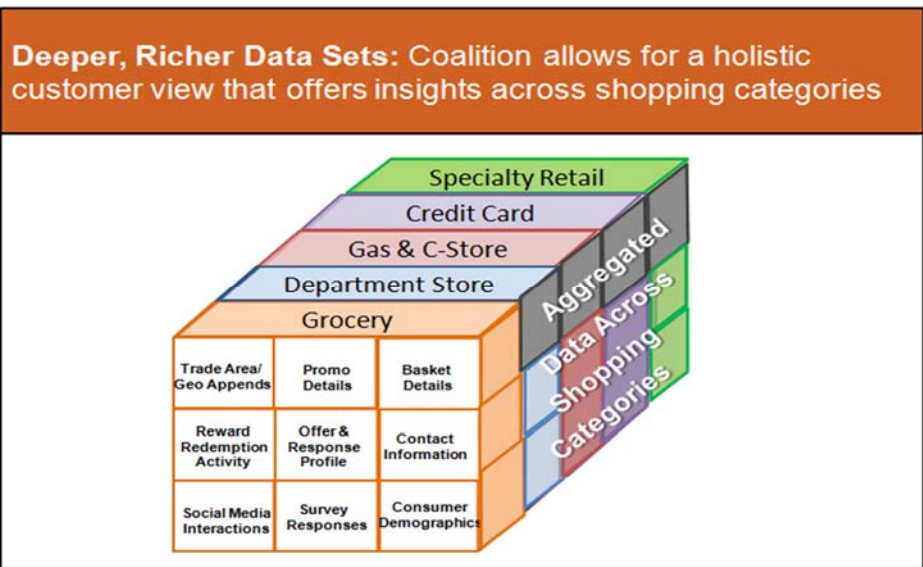 Deeper, Richer Data Sets: Coalition allows for a holistic
customer view that offers insights across shopping categories
Specialty Retail
Credit Card
Gas & C-Store
Department Store
Grocery
Aggregated
Data Across
Shopping
Categories
Trade Area/
Geo Appends
Promo
Details
Basket
Details
Reward
Redemption
Activity
Offer &
Response
Profile
Contact
Information
Social Media
Interactions
Survey
Responses
Consumer
Demographics